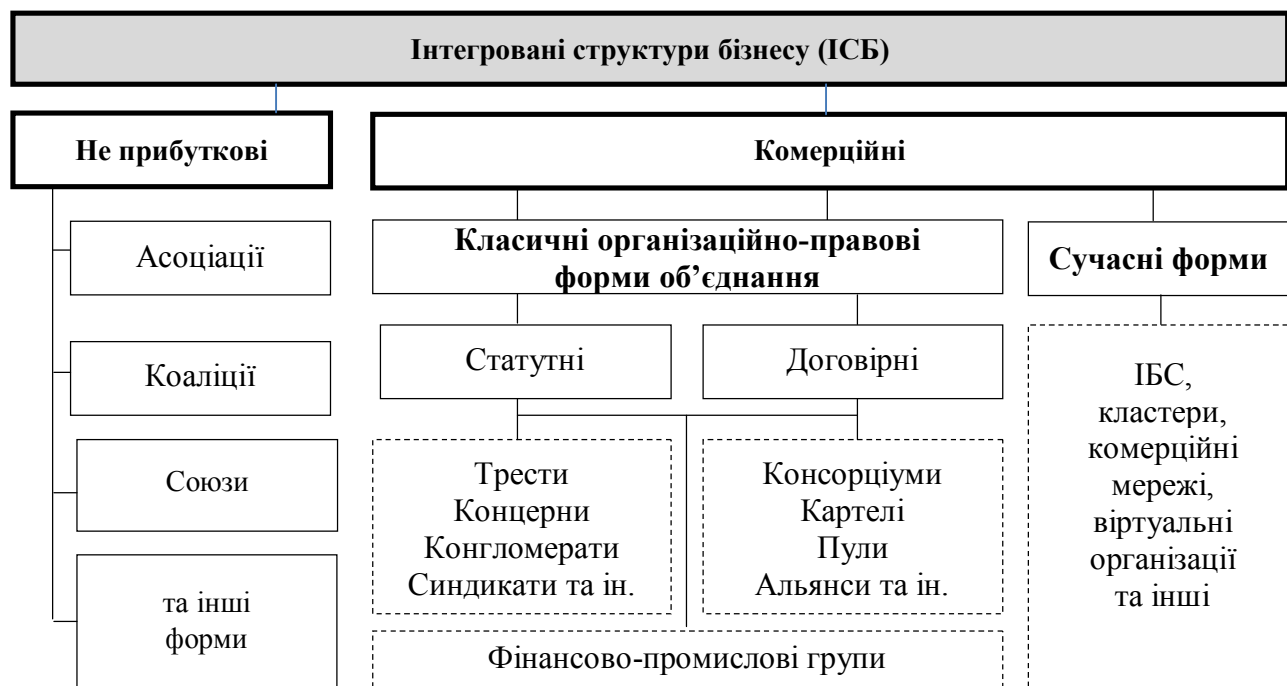 Інтегровані структури бізнесу (ІСБ)
Не прибуткові
Комерційні
Асоціації
Коаліції
Союзи
та інші
форми
Класичні організаційно-правові
форми об’єднання
Статутні
Договірні
Трести
Концерни
Конгломерати
Синдикати та ін.
Консорціуми
Картелі
Пули
Альянси та ін.
Фінансово-промислові групи
Сучасні форми
ІБС,
кластери,
комерційні
мережі,
віртуальні
організації
та інші